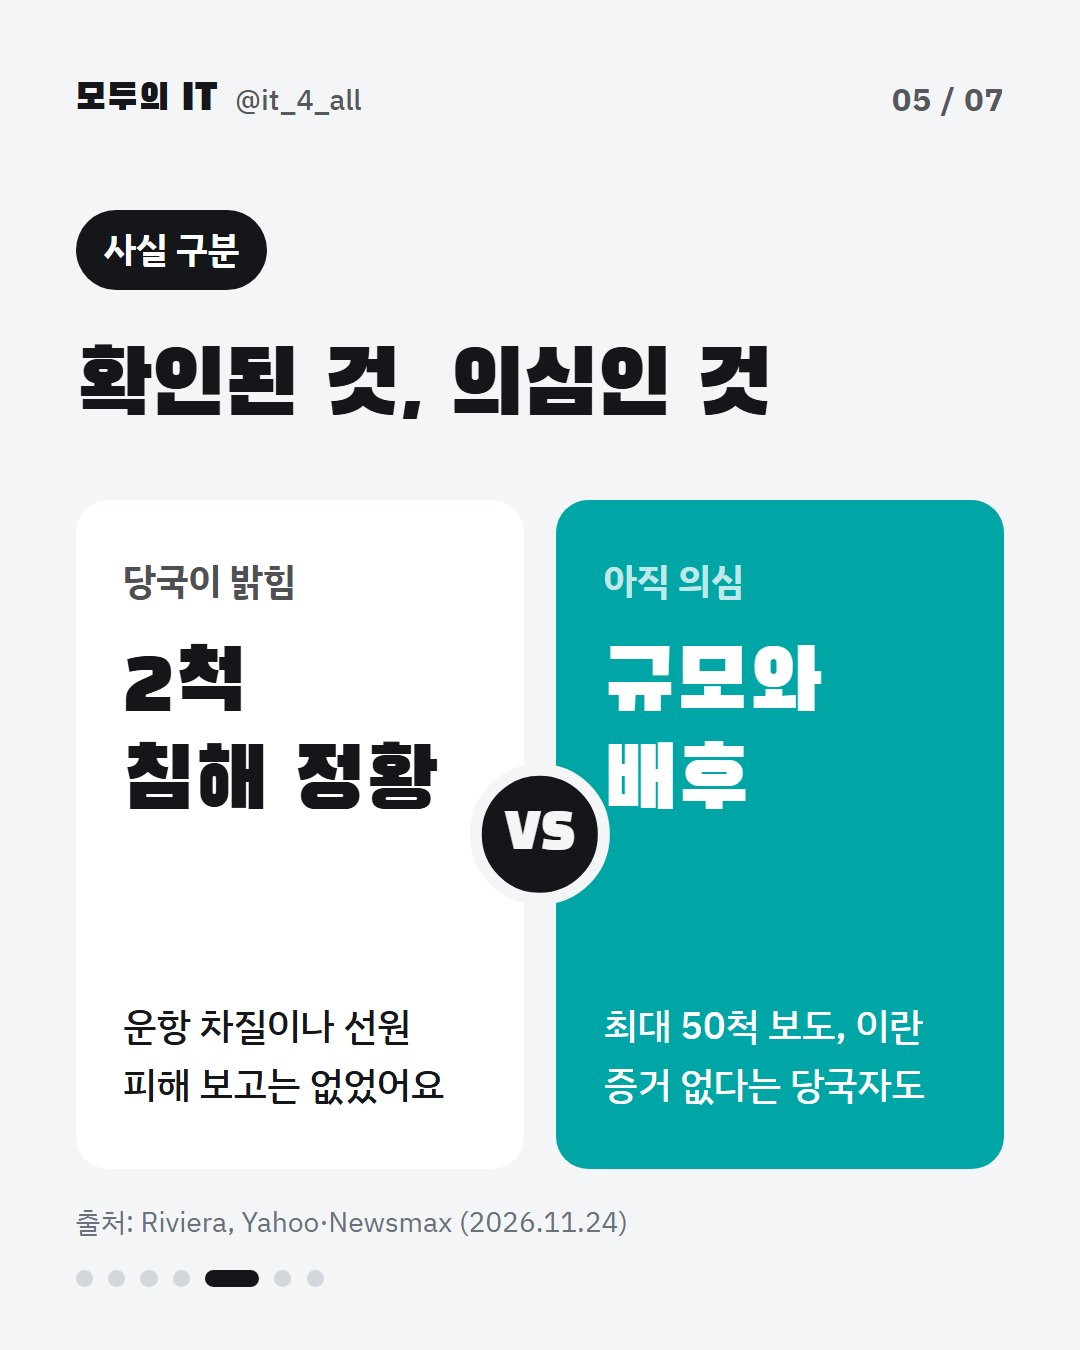 모두의 IT @it_4_all
05 / 07
사실 구분
확인된 것, 의심인 것
당국이 밝힘
2척
침해 정황
운항 차질이나 선원
피해 보고는 없었어요
VS
아직 의심
규모와
배후
최대 50척 보도, 이란
증거 없다는 당국자도
출처: Riviera, Yahoo·Newsmax (2026.11.24)